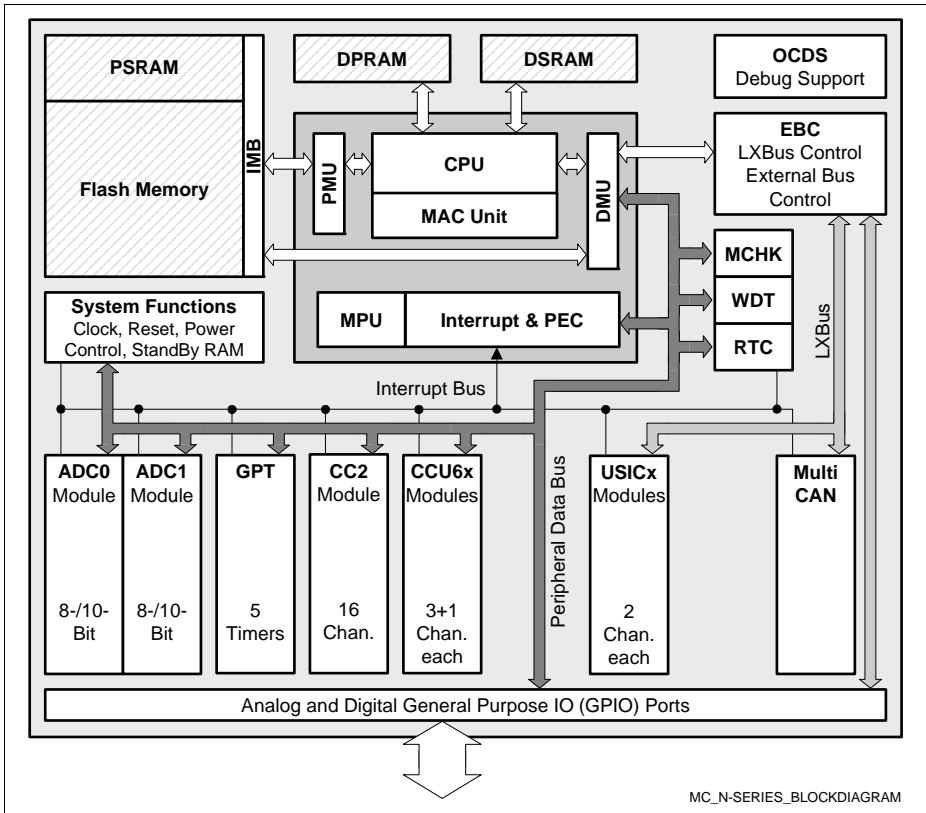 PSRAM
Flash Memory
IMB
DPRAM
DSRAM
OCDS
Debug Support
PMU
CPU
MAC Unit
DMU
EBC
LXBus Control
External Bus
Control
MPU
Interrupt & PEC
MCHK
WDT
RTC
LXBus
System Functions
Clock, Reset, Power
Control, StandBy RAM
Interrupt Bus
Peripheral Data Bus
ADC0
Module
8-/10-
Bit
ADC1
Module
8-/10-
Bit
GPT
5
Timers
CC2
Module
16
Chan.
CCU6x
Modules
3+1
Chan.
each
USICx
Modules
2
Chan.
each
Multi
CAN
Analog and Digital General Purpose IO (GPIO) Ports
MC_N-SERIES_BLOCKDIAGRAM